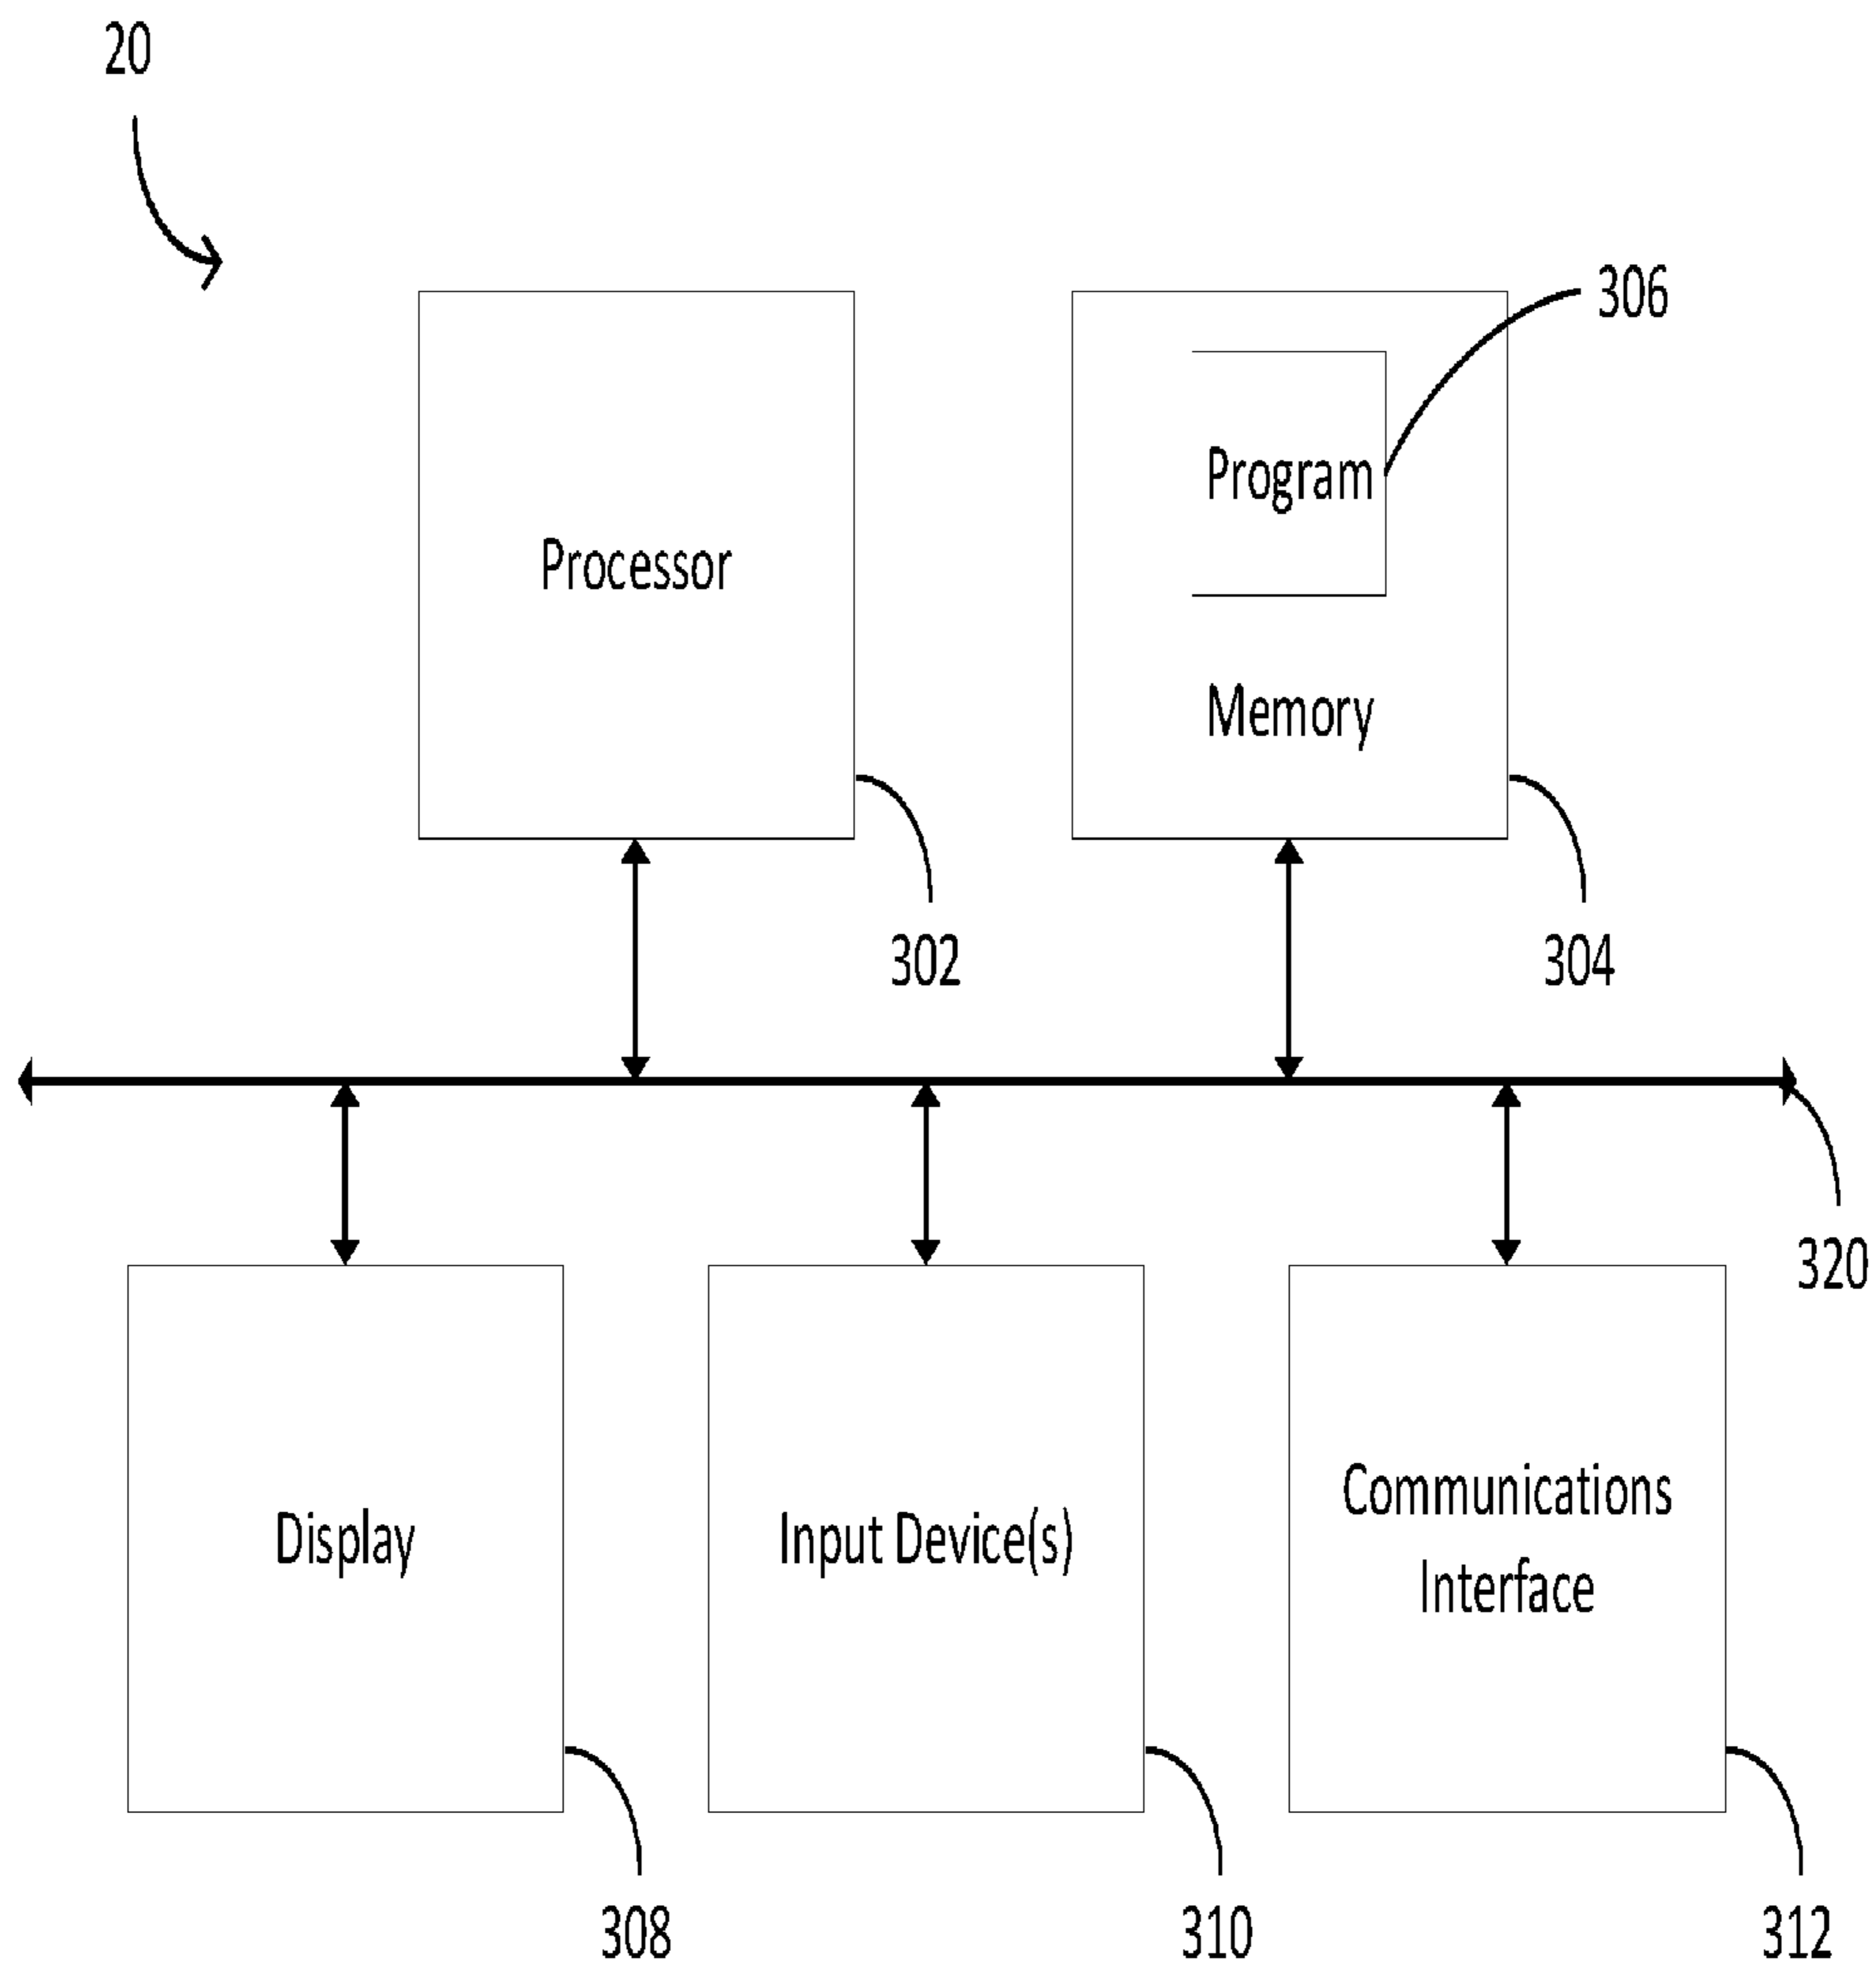 20
306
Program
Processor
Memory
302
304
320
Display
Input Device(s)
Communications
Interface
308
310
312